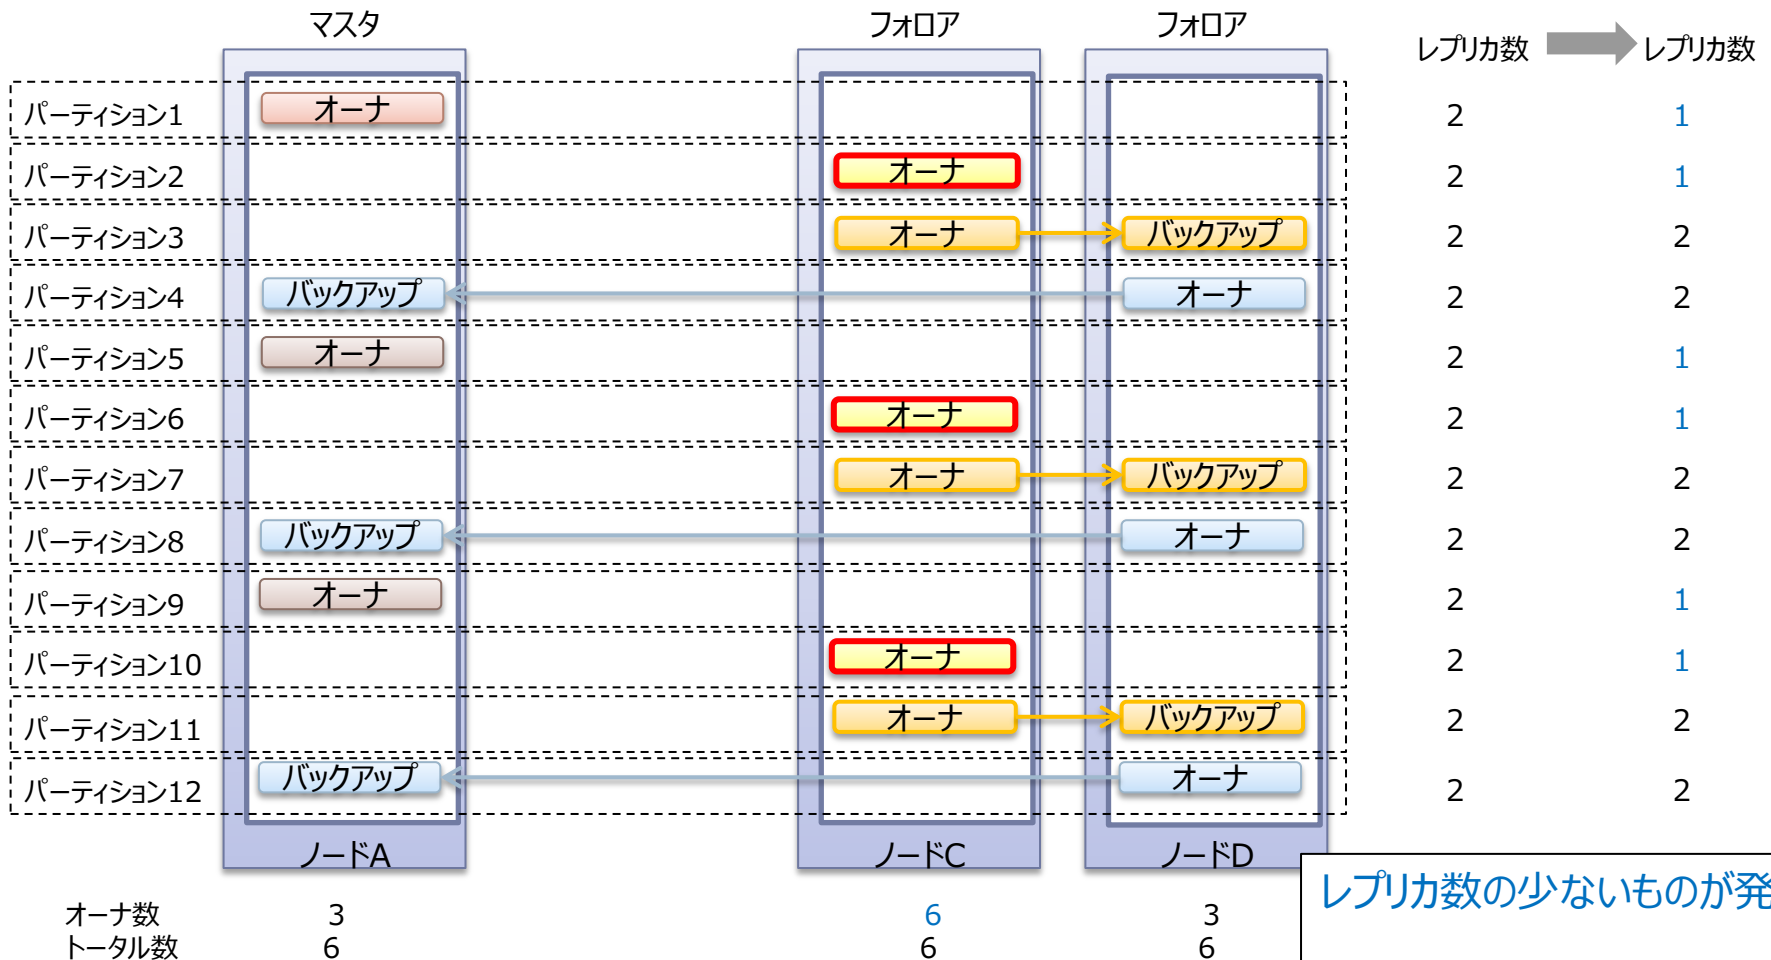 マスタ フォロア フォロア
レプリカ数 レプリカ数
パーティション1 オーナ 2 1
パーティション2 オーナ 2 1
パーティション3 オーナ バックアップ 2 2
パーティション4 バックアップ オーナ 2 2
パーティション5 オーナ 2 1
パーティション6 オーナ 2 1
パーティション7 オーナ バックアップ 2 2
パーティション8 バックアップ オーナ 2 2
パーティション9 オーナ 2 1
パーティション10 オーナ 2 1
パーティション11 オーナ バックアップ 2 2
パーティション12 バックアップ オーナ 2 2
ノードA ノードC ノードD
レプリカ数の少ないものが発
オーナ数 3 6 3
トータル数 6 6 6